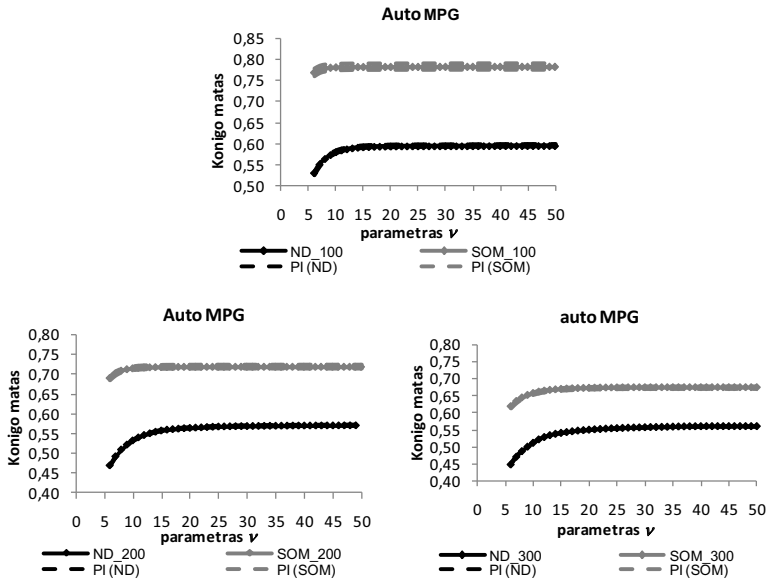 Auto MPG
Konigo matas
0,85
0,80
0,75
0,70
0,65
0,60
0,55
0,50
0 5 10 15 20 25 30 35 40 45 50
parametras ν
ND_100 SOM_100
PI (ND) PI (SOM)
Auto MPG
Konigo matas
0,80
0,75
0,70
0,65
0,60
0,55
0,50
0,45
0,40
0 5 10 15 20 25 30 35 40 45 50
parametras ν
ND_200 SOM_200
PI (ND) PI (SOM)
auto MPG
Konigo matas
0,80
0,75
0,70
0,65
0,60
0,55
0,50
0,45
0,40
0 5 10 15 20 25 30 35 40 45 50
parametras ν
ND_300 SOM_300
PI (ND) PI (SOM)